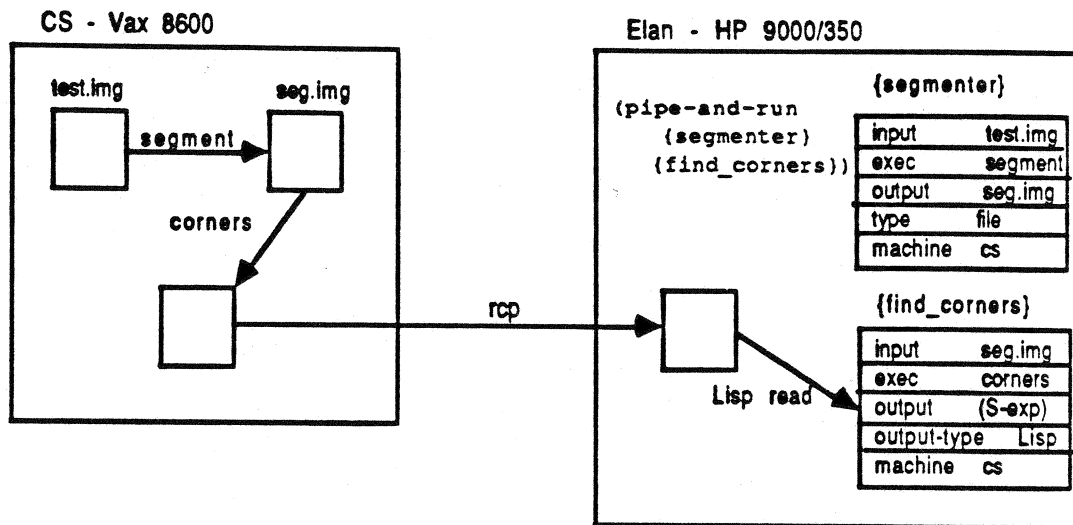 CS - Vax 8600
test.img
seg.img
segment
corners
rcp
Elan - HP 9000/350
(pipe-and-run
{segmenter}
{find_corners})
{segmenter}
input test.img
exec segment
output seg.img
type file
machine cs
{find_corners}
input seg.img
exec corners
output (S-exp)
output-type Lisp
machine cs
Lisp read